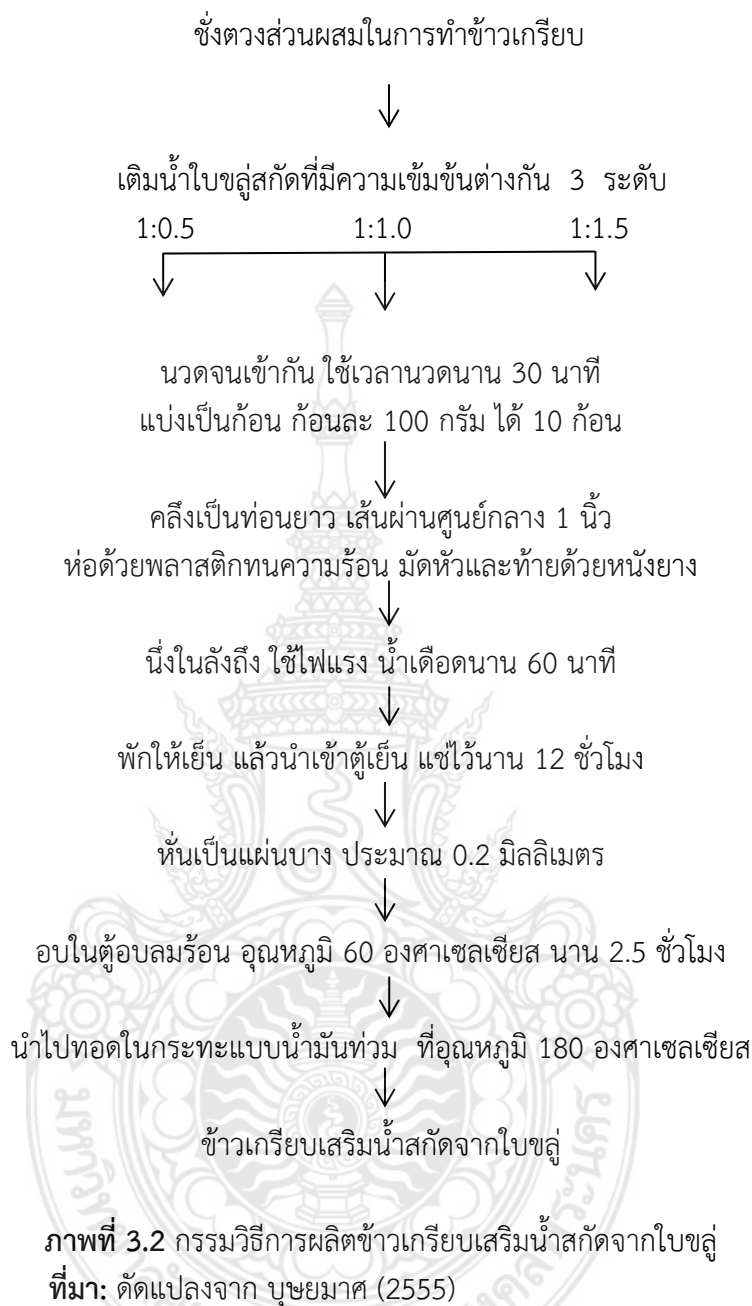 ชั่งตวงส่วนผสมในการทำข้าวเกรียบ
เติมน้ำใบขลู่สกัดที่มีความเข้มข้นต่างกัน 3 ระดับ
1:0.5 1:1.0 1:1.5
นวดจนเข้ากัน ใช้เวลานวดนาน 30 นาที
แบ่งเป็นก้อน ก้อนละ 100 กรัม ได้ 10 ก้อน
คลึงเป็นท่อนยาว เส้นผ่านศูนย์กลาง 1 นิ้ว
ห่อด้วยพลาสติกทนความร้อน มัดหัวและท้ายด้วยหนังยาง
นึ่งในลังถึง ใช้ไฟแรง น้ำเดือดนาน 60 นาที
พักให้เย็น แล้วนำเข้าตู้เย็น แช่ไว้นาน 12 ชั่วโมง
หั่นเป็นแผ่นบาง ประมาณ 0.2 มิลลิเมตร
อบในตู้อบลมร้อน อุณหภูมิ 60 องศาเซลเซียส นาน 2.5 ชั่วโมง
นำไปทอดในกระทะแบบน้ำมันท่วม ที่อุณหภูมิ 180 องศาเซลเซียส
ข้าวเกรียบเสริมน้ำสกัดจากใบขลู่
ภาพที่ 3.2 กรรมวิธีการผลิตข้าวเกรียบเสริมน้ำสกัดจากใบขลู่
ที่มา: ดัดแปลงจาก บุษยมาศ (2555)